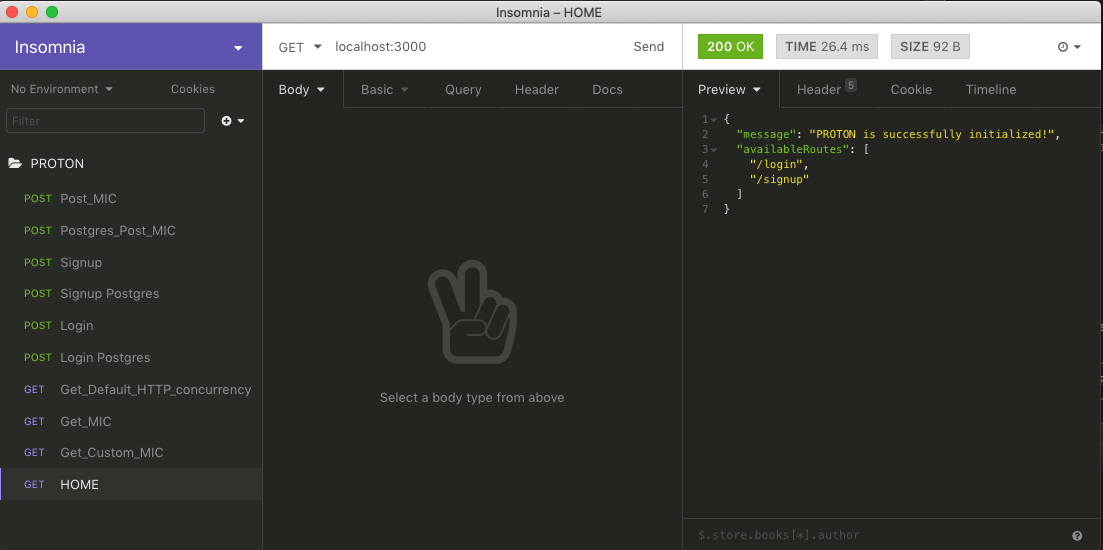 Insomnia – HOME
Insomnia
GET localhost:3000 Send
200 OK TIME 26.4 ms SIZE 92 B
No Environment Cookies
Filter
PROTON
POST Post_MIC
POST Postgres_Post_MIC
POST Signup
POST Signup Postgres
POST Login
POST Login Postgres
GET Get_Default_HTTP_concurrency
GET Get_MIC
GET Get_Custom_MIC
GET HOME
Body Basic Query Header Docs
Select a body type from above
Preview Header 5 Cookie Timeline
1 {
2 "message": "PROTON is successfully initialized!",
3 "availableRoutes": [
4 "/login",
5 "/signup"
6 ]
7 }
$.store.books[*].author